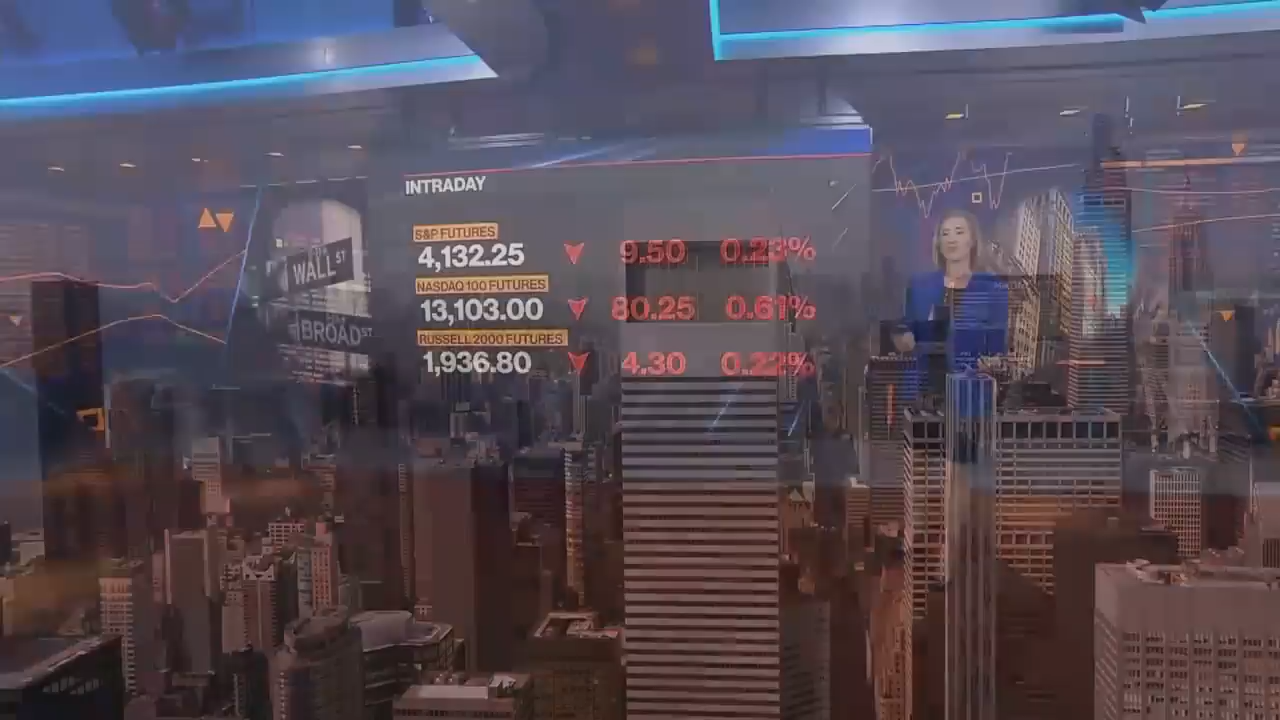 INTRADAY
S&P FUTURES
4,132.25 9.50 0.23%
NASDAQ 100 FUTURES
13,103.00 80.25 0.61%
RUSSELL 2000 FUTURES
1,936.80 4.30 0.22%
WALL ST
BROAD ST